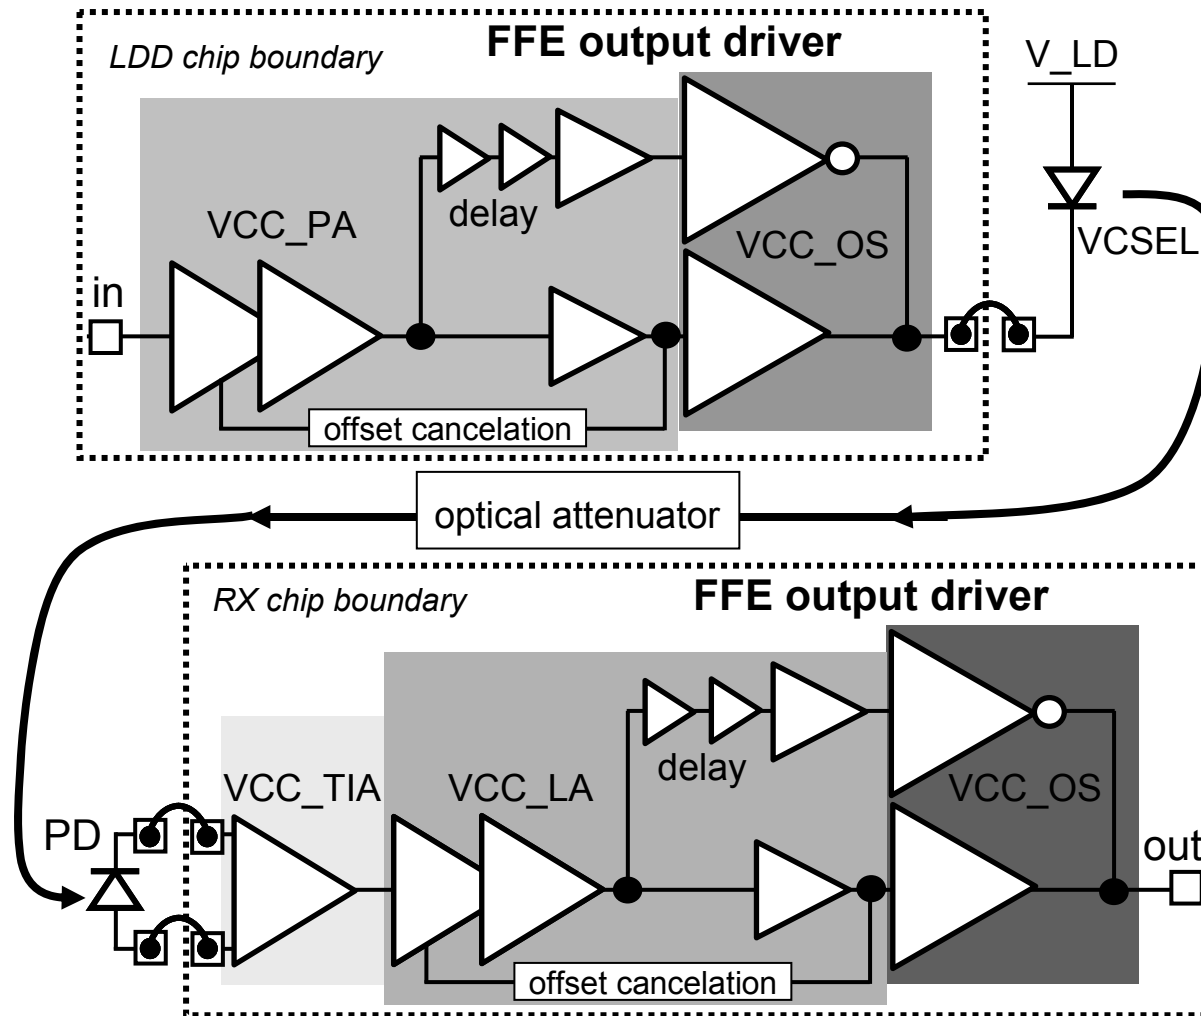 FFE output driver
LDD chip boundary
V_LD
delay
VCC_PA
VCC_OS
VCSEL
in
offset cancelation
optical attenuator
FFE output driver
RX chip boundary
delay
VCC_TIA
VCC_LA
VCC_OS
PD
out
offset cancelation